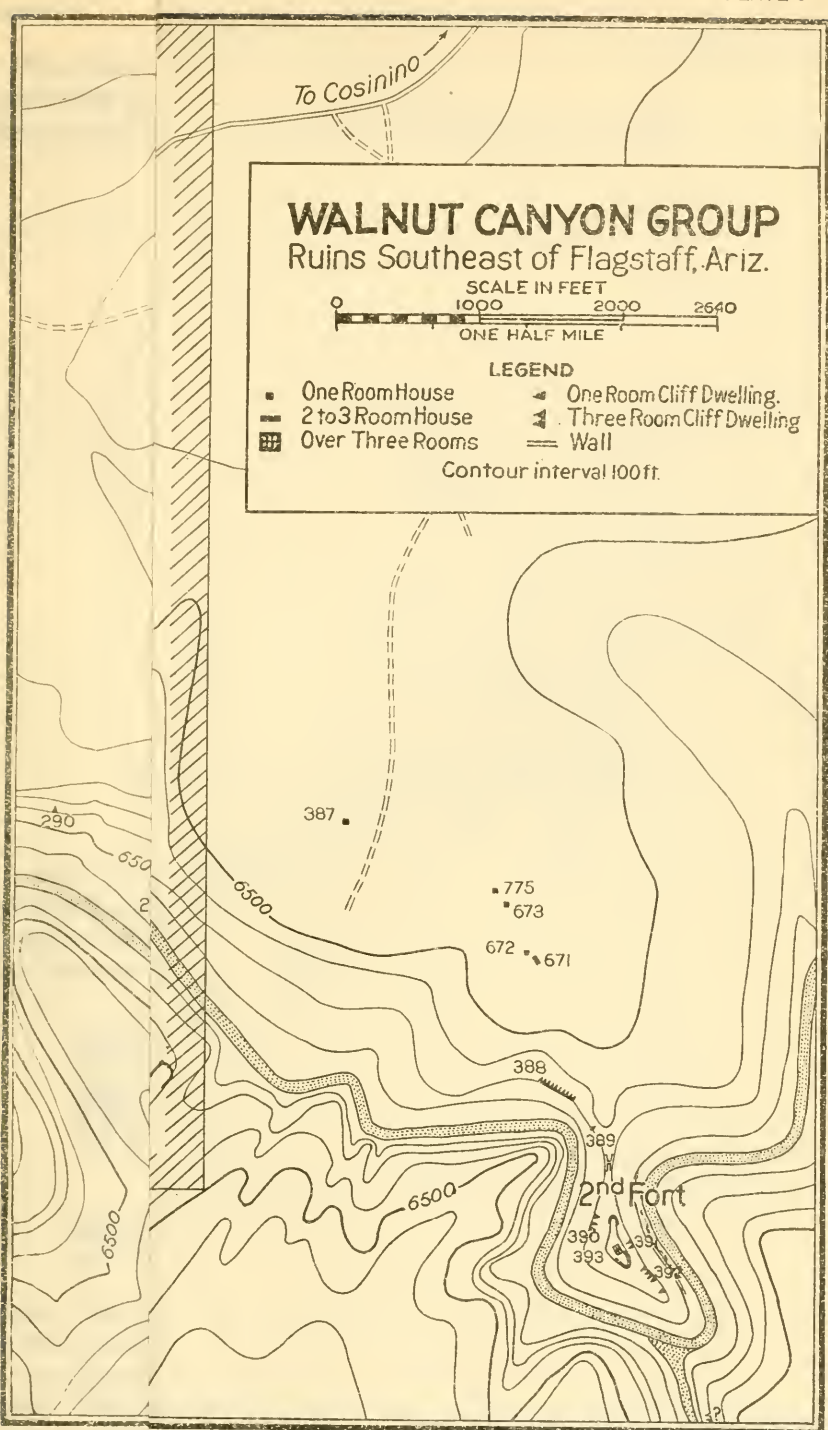 To Cosinino
WALNUT CANYON GROUP
Ruins Southeast of Flagstaff, Ariz.
SCALE IN FEET
0 1000 2000 2640
ONE HALF MILE
LEGEND
One Room House
2 to 3 Room House
Over Three Rooms
One Room Cliff Dwelling.
Three Room Cliff Dwelling
Wall
Contour interval 100 ft.
387
290
650
6500
2
775
673
672
671
388
389
2nd Fort
6500
6500
390
391
393
392
?